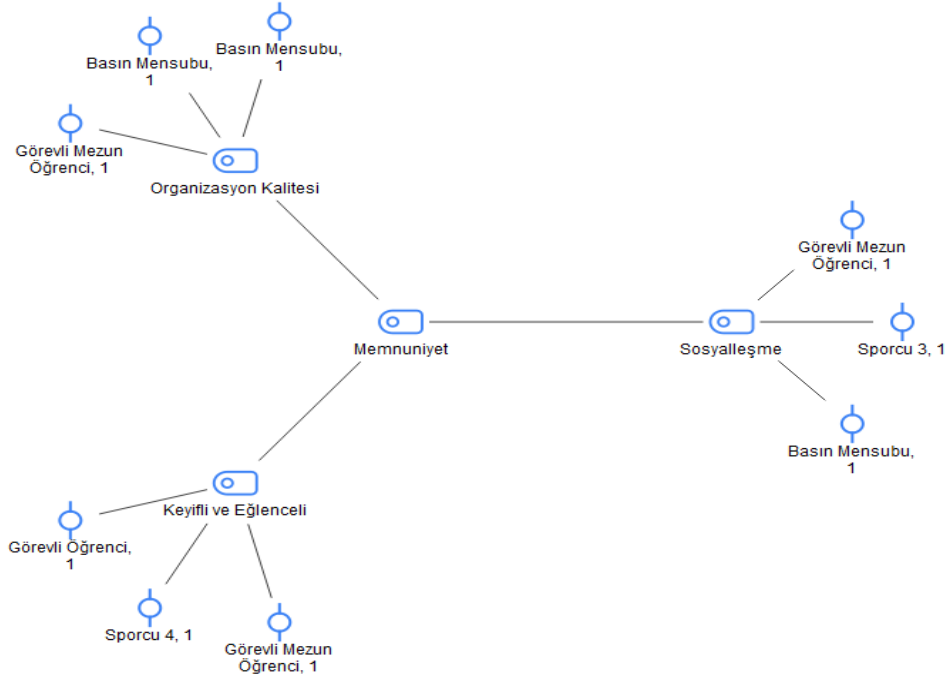 Basın Mensubu,
1
Basın Mensubu,
1
Görevli Mezun
Öğrenci, 1
Organizasyon Kalitesi
Görevli Mezun
Öğrenci, 1
Memnuniyet
Sosyalleşme
Sporcu 3, 1
Basın Mensubu,
1
Keyifli ve Eğlenceli
Görevli Öğrenci,
1
Sporcu 4, 1
Görevli Mezun
Öğrenci, 1